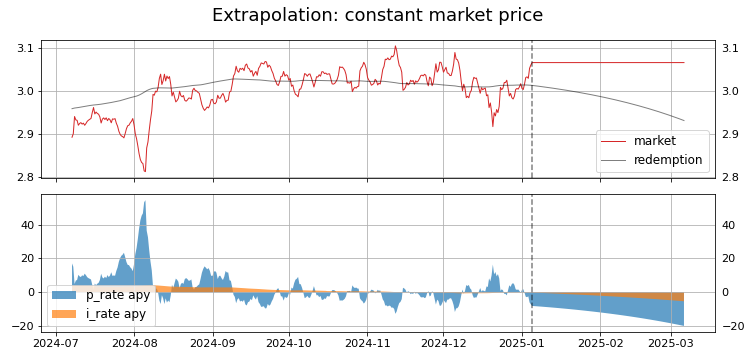 Extrapolation: constant market price
3.1 3.1
3.0 3.0
2.9 2.9
2.8 2.8
market
redemption
40 40
20 20
0 0
−20 −20
p_rate apy
i_rate apy
2024-07 2024-08 2024-09 2024-10 2024-11 2024-12 2025-01 2025-02 2025-03